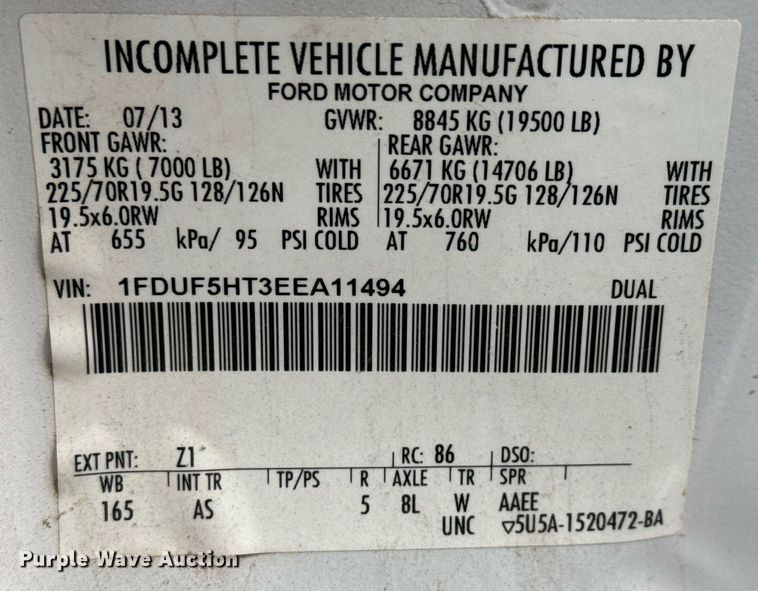 INCOMPLETE VEHICLE MANUFACTURED BY
FORD MOTOR COMPANY
DATE: 07/13 GVWR: 8845 KG (19500 LB)
FRONT GAWR: REAR GAWR:
3175 KG ( 7000 LB) WITH 6671 KG (14706 LB) WITH
225/70R19.5G 128/126N TIRES 225/70R19.5G 128/126N TIRES
19.5x6.0RW RIMS 19.5x6.0RW RIMS
AT 655 kPa/ 95 PSI COLD AT 760 kPa/110 PSI COLD
VIN: 1FDUF5HT3EEA11494 DUAL
EXT PNT: Z1 RC: 86 DSO:
WB INT TR TP/PS R AXLE TR SPR
165 AS 5 8L W AAEE
UNC ▽5U5A-1520472-BA
Purple Wave Auction